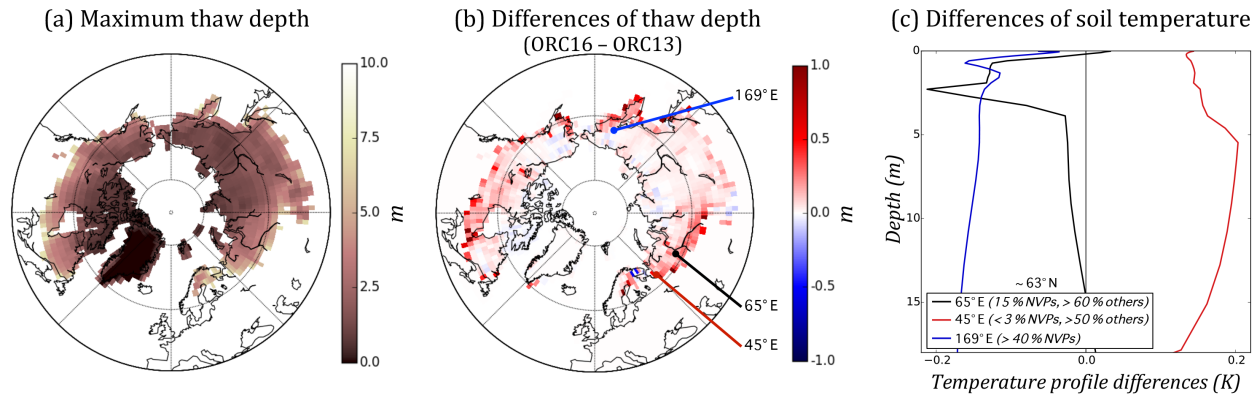 (a) Maximum thaw depth
10.0
7.5
5.0
2.5
0.0
m
(b) Differences of thaw depth
(ORC16 – ORC13)
1.0
0.5
0.0
−0.5
−1.0
m
169°E
65°E
45°E
(c) Differences of soil temperature
0
5
10
15
Depth (m)
~ 63°N
65°E (15 % NVPs, > 60 % others)
45°E (<3 % NVPs, >50 % others)
169°E (> 40 % NVPs)
−0.2
0.0
0.2
Temperature profile differences (K)